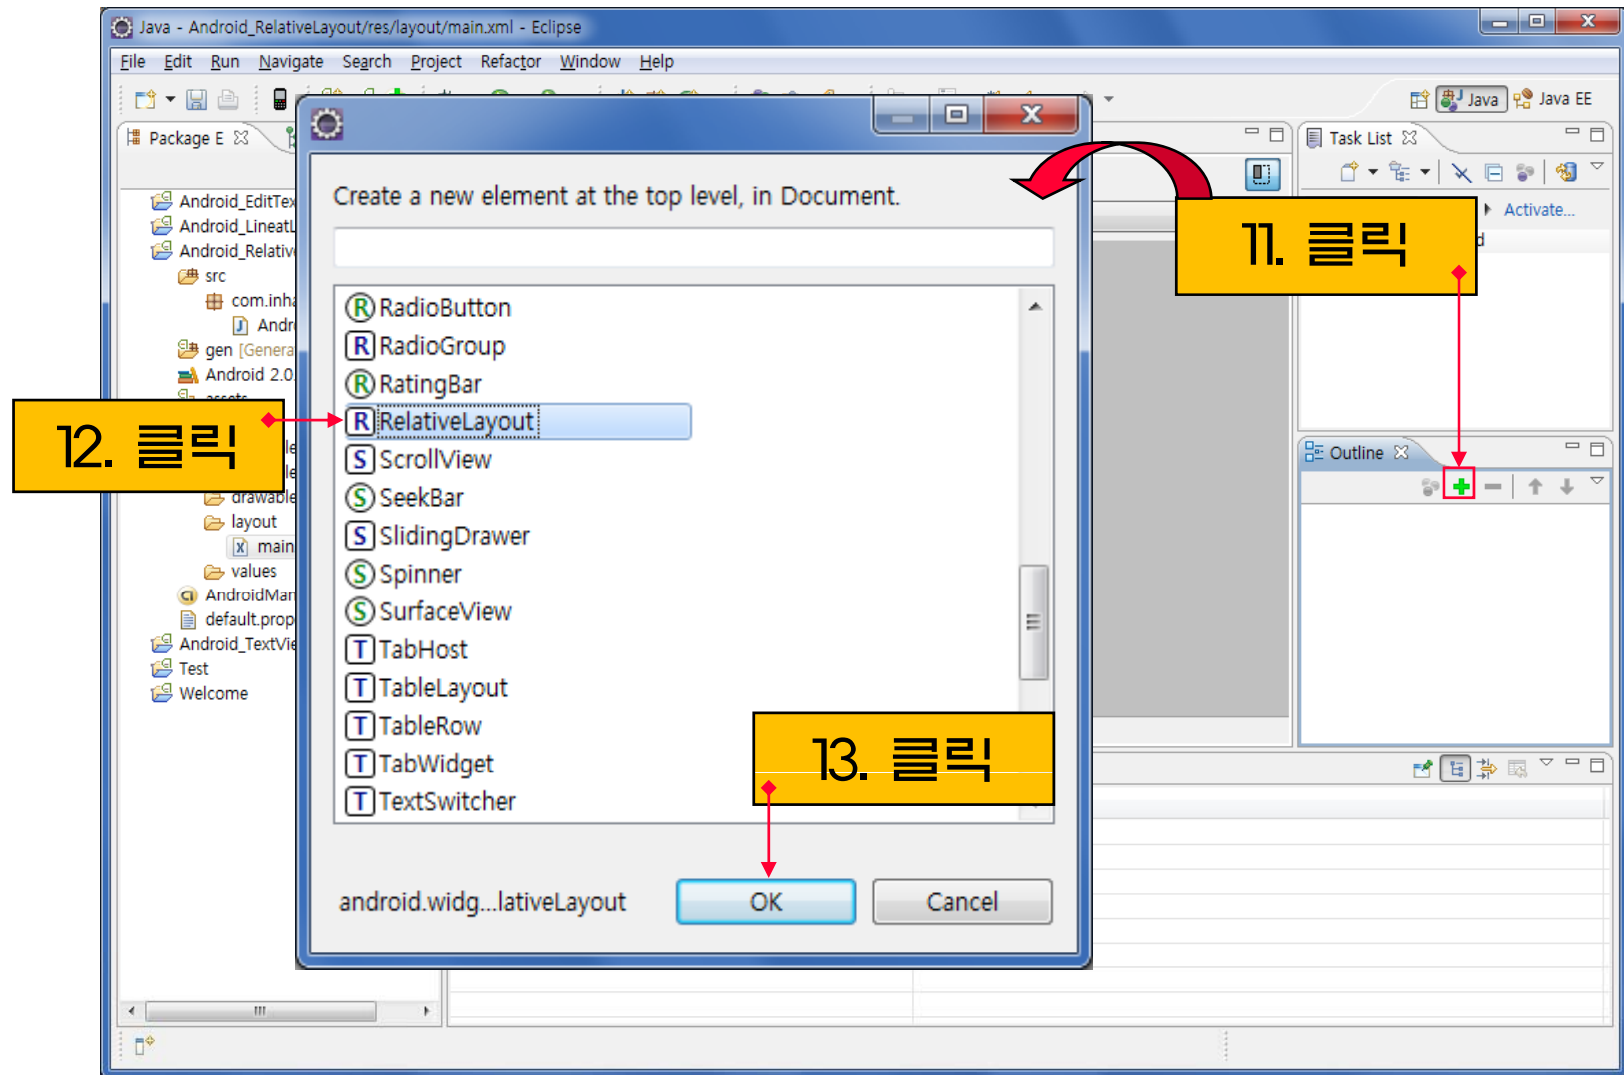 Java - Android_RelativeLayout/res/layout/main.xml - Eclipse
File Edit Run Navigate Search Project Refactor Window Help
Java
Java EE
Package E
Task List
Activate...
Create a new element at the top level, in Document.
11. 클릭
RadioButton
RadioGroup
RatingBar
RelativeLayout
ScrollView
SeekBar
SlidingDrawer
Spinner
SurfaceView
TabHost
TableLayout
TableRow
TabWidget
TextSwitcher
android.widg...lativeLayout
OK
Cancel
12. 클릭
13. 클릭
Android_EditTex
Android_LineatL
Android_Relativ
src
com.inha
Andr
gen [Genera
Android 2.0.
drawable
layout
main
values
AndroidMan
default.prop
Android_TextVie
Test
Welcome
Outline